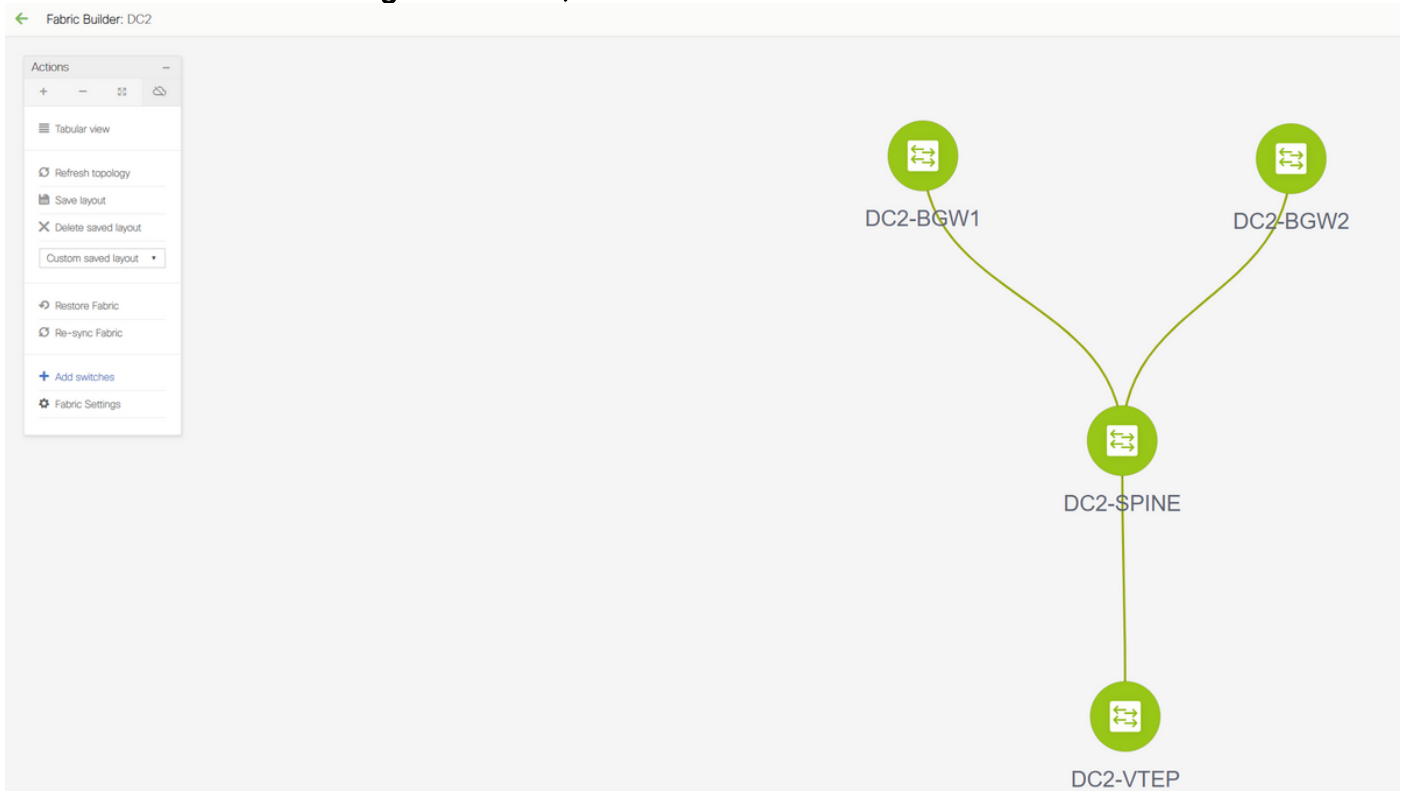 Fabric Builder: DC2
Actions
Tabular view
Refresh topology
Save layout
Delete saved layout
Custom saved layout
Restore Fabric
Re-sync Fabric
Add switches
Fabric Settings
DC2-BGW1
DC2-BGW2
DC2-SPINE
DC2-VTEP